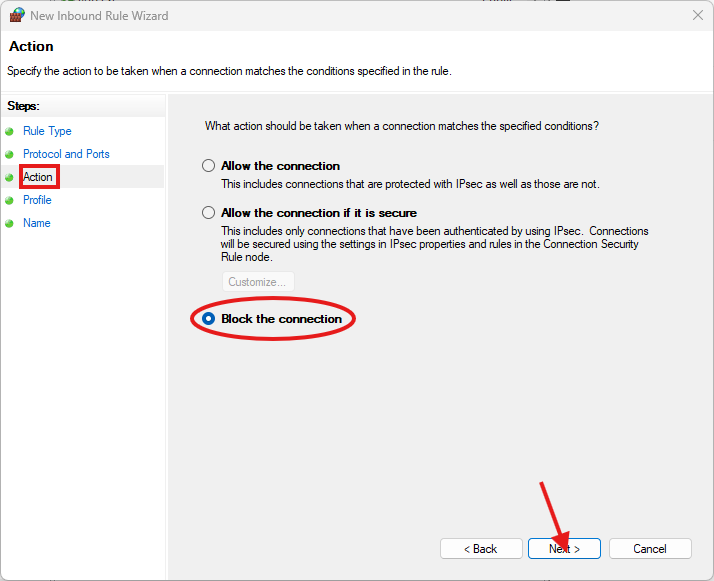 New Inbound Rule Wizard
Action
Specify the action to be taken when a connection matches the conditions specified in the rule.
Steps:
Rule Type
Protocol and Ports
Action
Profile
Name
What action should be taken when a connection matches the specified conditions?
Allow the connection
This includes connections that are protected with IPsec as well as those are not.
Allow the connection if it is secure
This includes only connections that have been authenticated by using IPsec. Connections
will be secured using the settings in IPsec properties and rules in the Connection Security
Rule node.
Customize...
Block the connection
< Back
Next >
Cancel